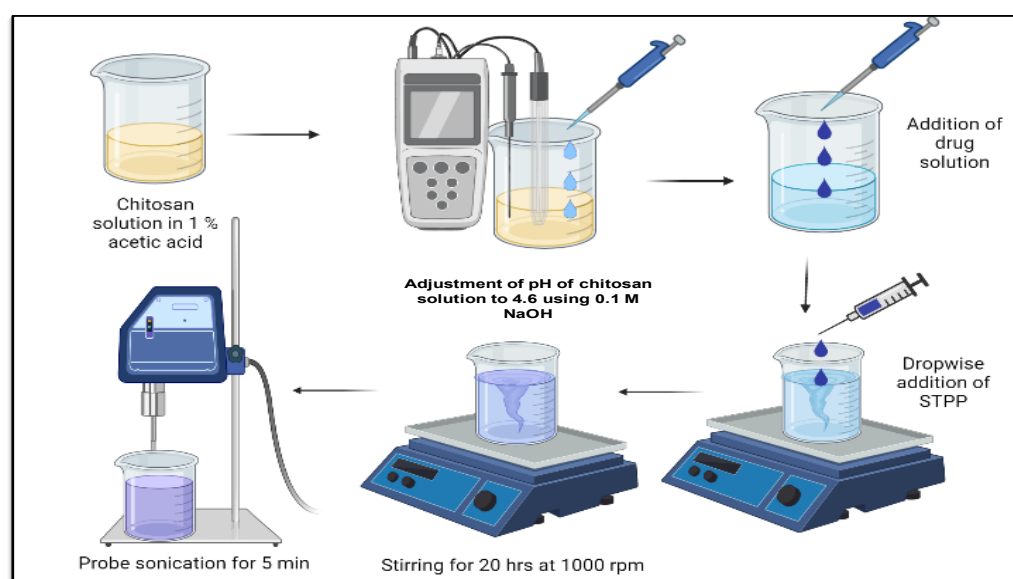 Chitosan
solution in 1 %
acetic acid
Adjustment of pH of chitosan
solution to 4.6 using 0.1 M
NaOH
Addition of
drug
solution
Dropwise
addition of
STPP
Stirring for 20 hrs at 1000 rpm
Probe sonication for 5 min